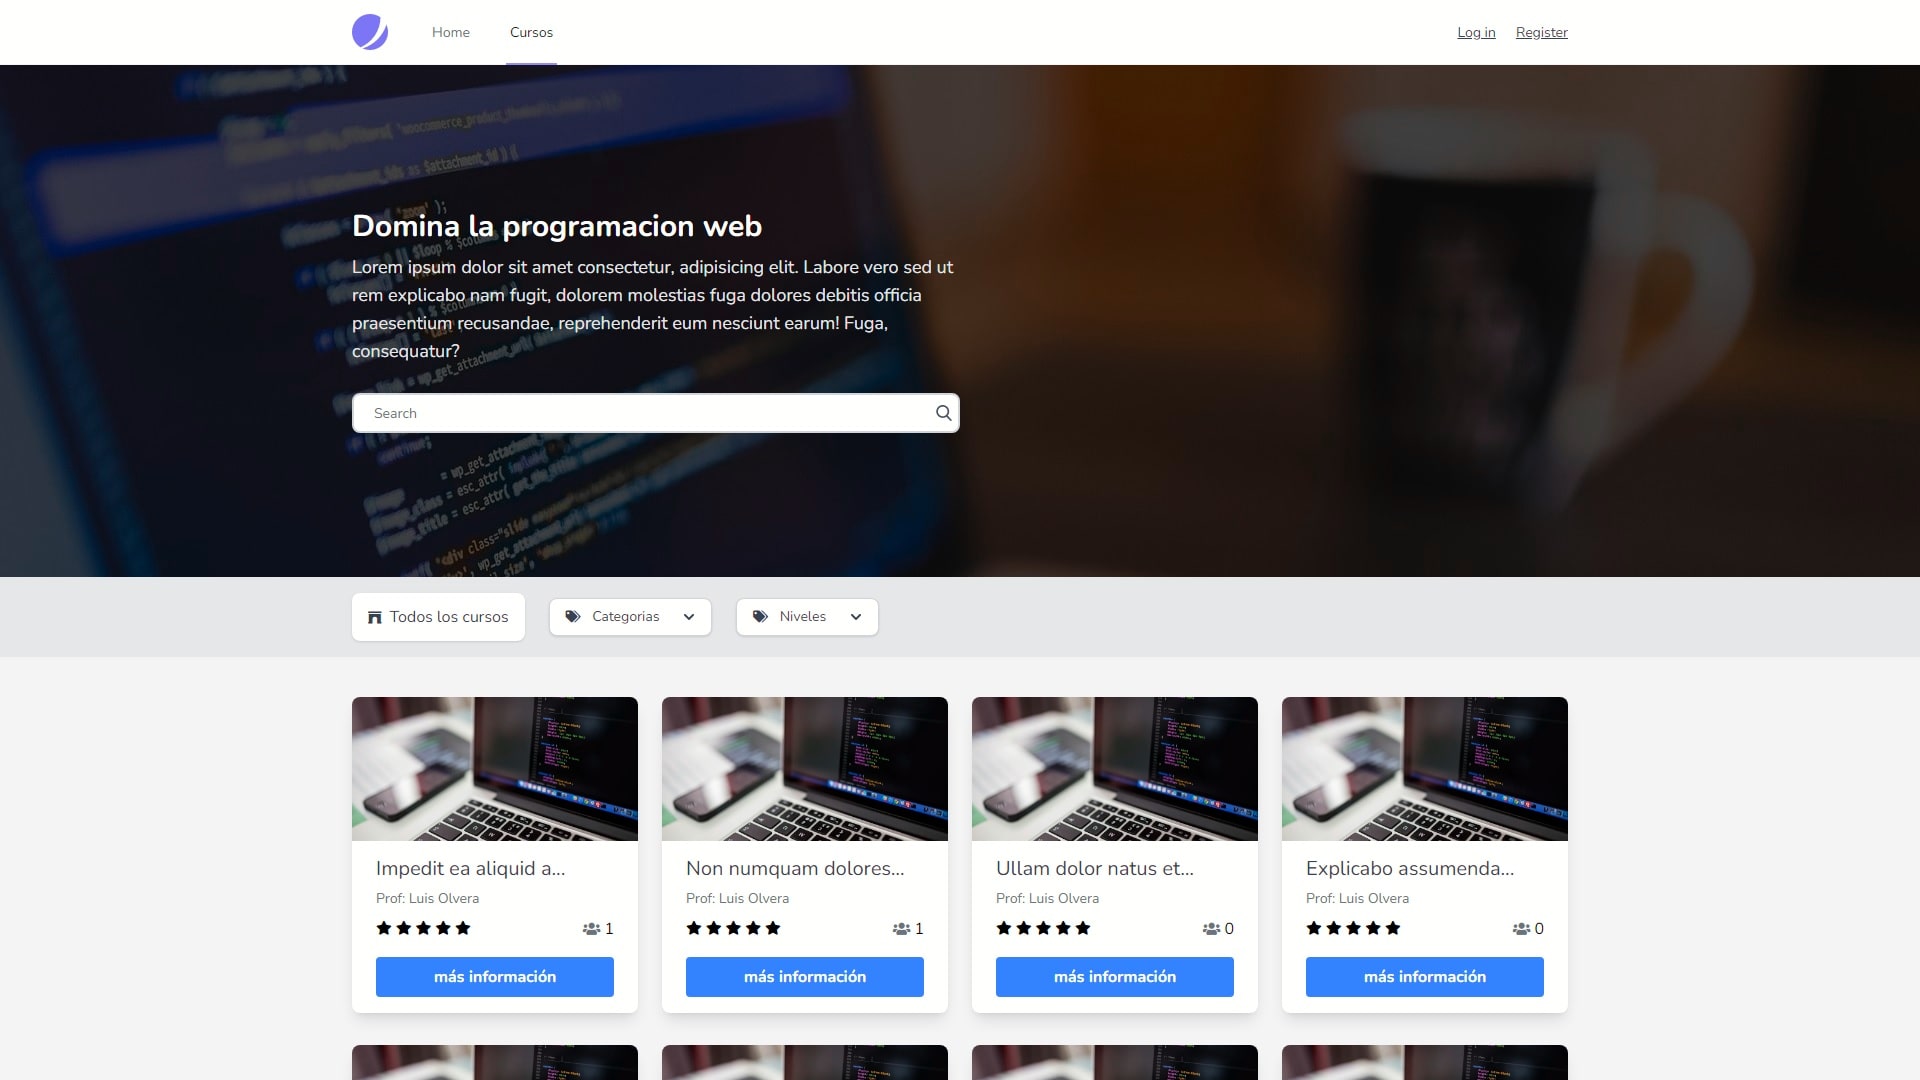 Home
Cursos
Log in
Register
Domina la programacion web
Lorem ipsum dolor sit amet consectetur, adipisicing elit. Labore vero sed ut
rem explicabo nam fugit, dolorem molestias fuga dolores debitis officia
praesentium recusandae, reprehenderit eum nesciunt earum! Fuga,
consequatur?
Search
Todos los cursos
Categorias
Niveles
Impedit ea aliquid a...
Prof: Luis Olvera
1
más información
Non numquam dolores...
Prof: Luis Olvera
1
más información
Ullam dolor natus et...
Prof: Luis Olvera
0
más información
Explicabo assumenda...
Prof: Luis Olvera
0
más información